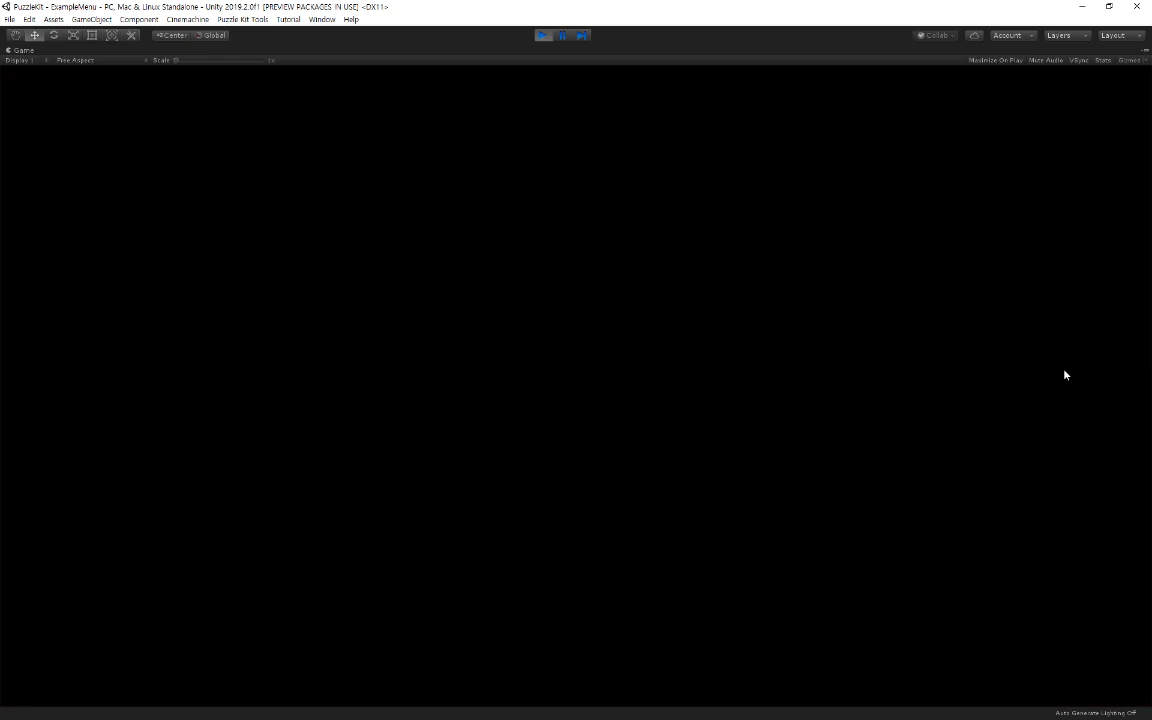 PuzzleKit - ExampleMenu - PC, Mac & Linux Standalone - Unity 2019.2.0f1 [PREVIEW PACKAGES IN USE] <DX11>
File Edit Assets GameObject Component Cinemachine Puzzle Kit Tools Tutorial Window Help
Center Global Collab Account Layers Layout
Game
Display 1 Free Aspect Scale 1x Maximize On Play Mute Audio VSync Stats Gizmos
Auto Generate Lighting Off